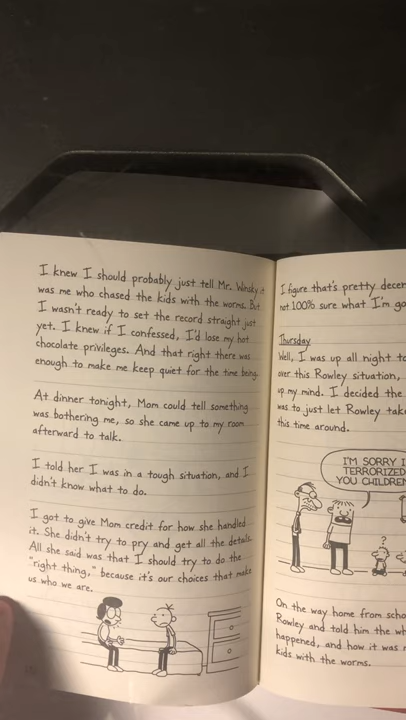 I knew I should probably just tell Mr. Winsky it
was me who chased the kids with the worms. But
I wasn't ready to set the record straight just
yet. I knew if I confessed, I'd lose my hot
chocolate privileges. And that right there was
enough to make me keep quiet for the time being.
At dinner tonight, Mom could tell something
was bothering me, so she came up to my room
afterward to talk.
I told her I was in a tough situation, and I
didn't know what to do.
I got to give Mom credit for how she handled
it. She didn't try to pry and get all the details.
All she said was that I should try to do the
"right thing," because it's our choices that make
us who we are.
I figure that's pretty decen
not 100% sure what I'm go
Thursday
Well, I was up all night to
over this Rowley situation,
up my mind. I decided the
was to just let Rowley take
this time around.
I'M SORRY I
TERRORIZED
YOU CHILDREN
?
On the way home from scho
Rowley and told him the wh
happened, and how it was
kids with the worms.